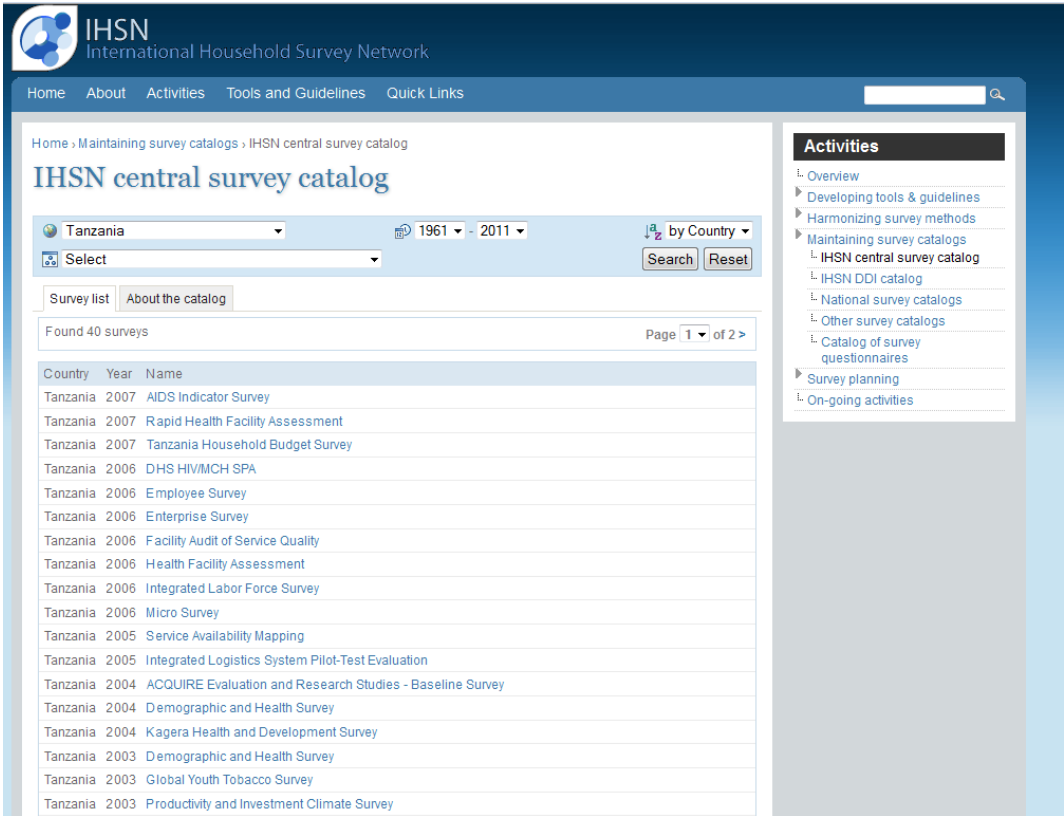 IHSN
International Household Survey Network
Home About Activities Tools and Guidelines Quick Links
Home › Maintaining survey catalogs › IHSN central survey catalog
IHSN central survey catalog
Tanzania 1961 - 2011 by Country
Select Search Reset
Survey list About the catalog
Found 40 surveys Page 1 of 2 >
Country Year Name
Tanzania 2007 AIDS Indicator Survey
Tanzania 2007 Rapid Health Facility Assessment
Tanzania 2007 Tanzania Household Budget Survey
Tanzania 2006 DHS HIV/MCH SPA
Tanzania 2006 Employee Survey
Tanzania 2006 Enterprise Survey
Tanzania 2006 Facility Audit of Service Quality
Tanzania 2006 Health Facility Assessment
Tanzania 2006 Integrated Labor Force Survey
Tanzania 2006 Micro Survey
Tanzania 2005 Service Availability Mapping
Tanzania 2005 Integrated Logistics System Pilot-Test Evaluation
Tanzania 2004 ACQUIRE Evaluation and Research Studies - Baseline Survey
Tanzania 2004 Demographic and Health Survey
Tanzania 2004 Kagera Health and Development Survey
Tanzania 2003 Demographic and Health Survey
Tanzania 2003 Global Youth Tobacco Survey
Tanzania 2003 Productivity and Investment Climate Survey
Activities
Overview
Developing tools & guidelines
Harmonizing survey methods
Maintaining survey catalogs
IHSN central survey catalog
IHSN DDI catalog
National survey catalogs
Other survey catalogs
Catalog of survey
questionnaires
Survey planning
On-going activities